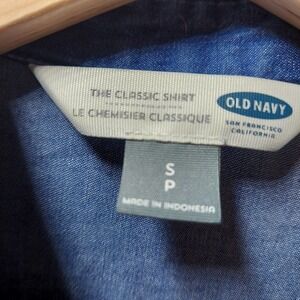 THE CLASSIC SHIRT
LE CHEMISIER CLASSIQUE
OLD NAVY
SAN FRANCISCO
CALIFORNIA
S
P
MADE IN INDONESIA